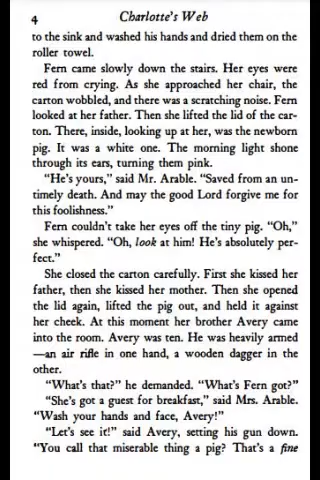 4 Charlotte's Web
to the sink and washed his hands and dried them on the
roller towel.
Fern came slowly down the stairs. Her eyes were
red from crying. As she approached her chair, the
carton wobbled, and there was a scratching noise. Fern
looked at her father. Then she lifted the lid of the car-
ton. There, inside, looking up at her, was the newborn
pig. It was a white one. The morning light shone
through its ears, turning them pink.
"He's yours," said Mr. Arable. "Saved from an un-
timely death. And may the good Lord forgive me for
this foolishness."
Fern couldn't take her eyes off the tiny pig. "Oh,"
she whispered. "Oh, look at him! He's absolutely per-
fect."
She closed the carton carefully. First she kissed her
father, then she kissed her mother. Then she opened
the lid again, lifted the pig out, and held it against
her cheek. At this moment her brother Avery came
into the room. Avery was ten. He was heavily armed
—an air rifle in one hand, a wooden dagger in the
other.
"What's that?" he demanded. "What's Fern got?"
"She's got a guest for breakfast," said Mrs. Arable.
"Wash your hands and face, Avery!"
"Let's see it!" said Avery, setting his gun down.
"You call that miserable thing a pig? That's a fine